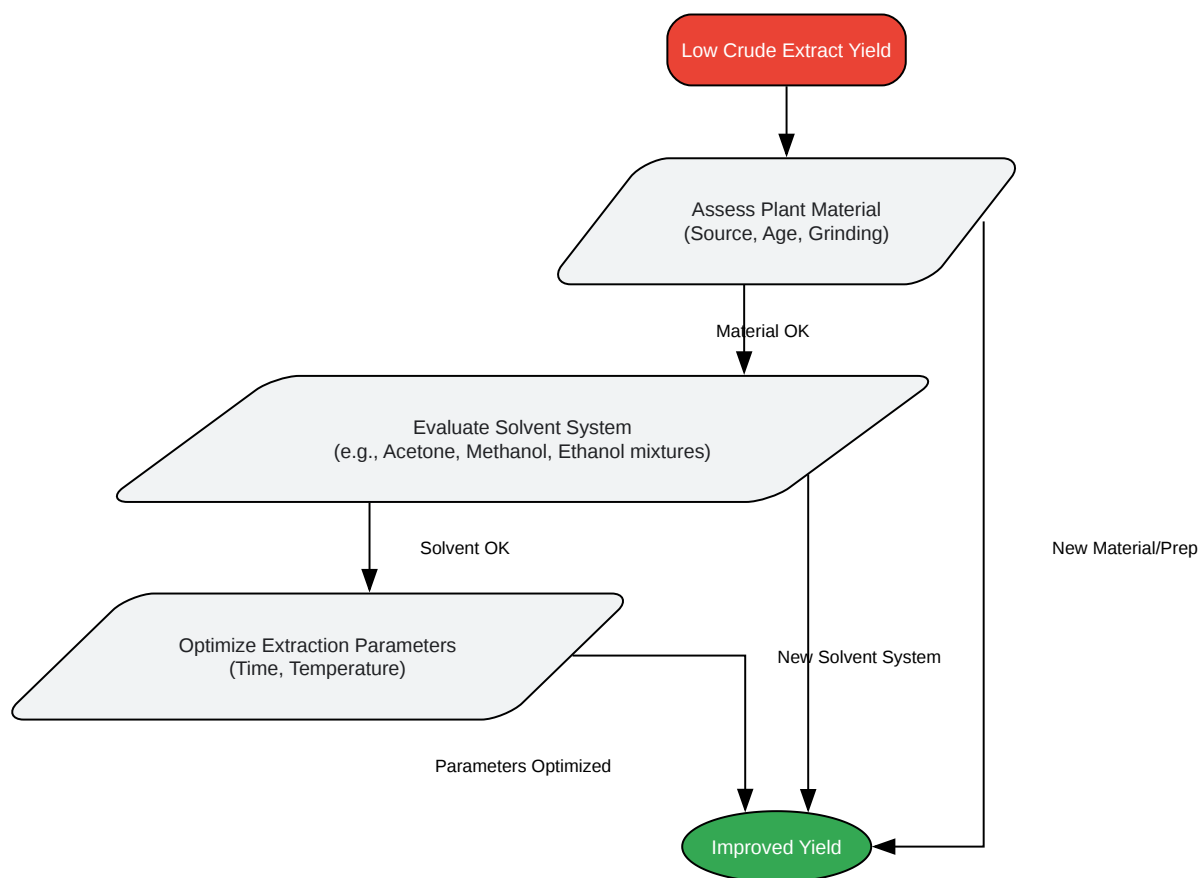 Low Crude Extract Yield
Assess Plant Material
(Source, Age, Grinding)
Material OK
Evaluate Solvent System
(e.g., Acetone, Methanol, Ethanol mixtures)
Solvent OK
New Material/Prep
Optimize Extraction Parameters
(Time, Temperature)
New Solvent System
Parameters Optimized
Improved Yield